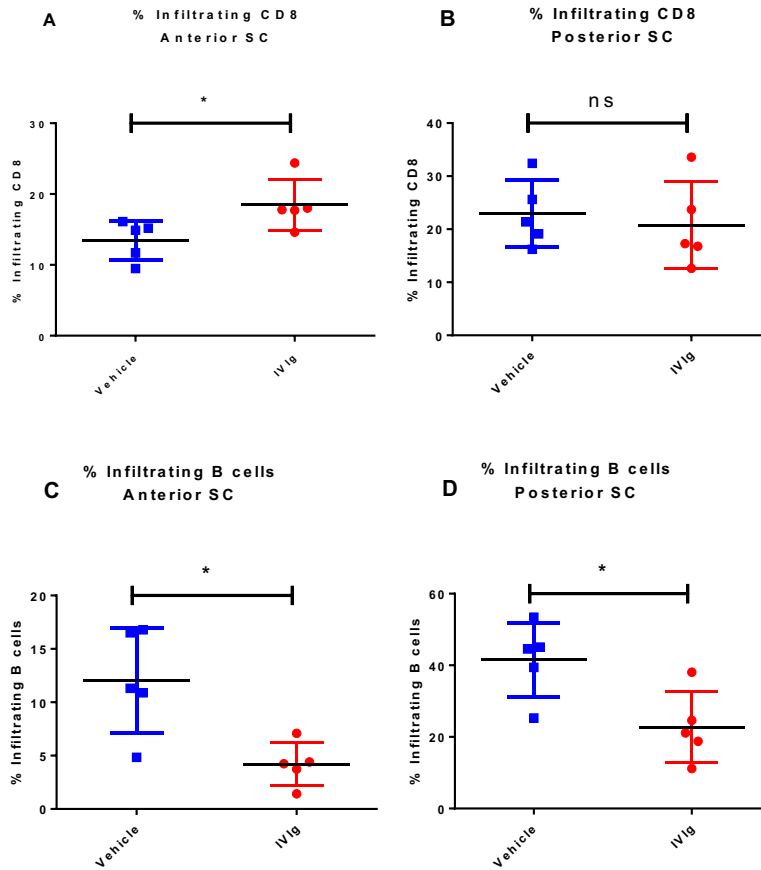 A
% Infiltrating CD8
Anterior SC
*
% Infiltrating CD8
30
20
10
0
Vehicle
IVIg
B
% Infiltrating CD8
Posterior SC
ns
% Infiltrating CD8
40
30
20
10
0
Vehicle
IVIg
C
% Infiltrating B cells
Anterior SC
*
% Infiltrating B cells
20
15
10
5
0
Vehicle
IVIg
D
% Infiltrating B cells
Posterior SC
*
% Infiltrating B cells
60
40
20
0
Vehicle
IVIg